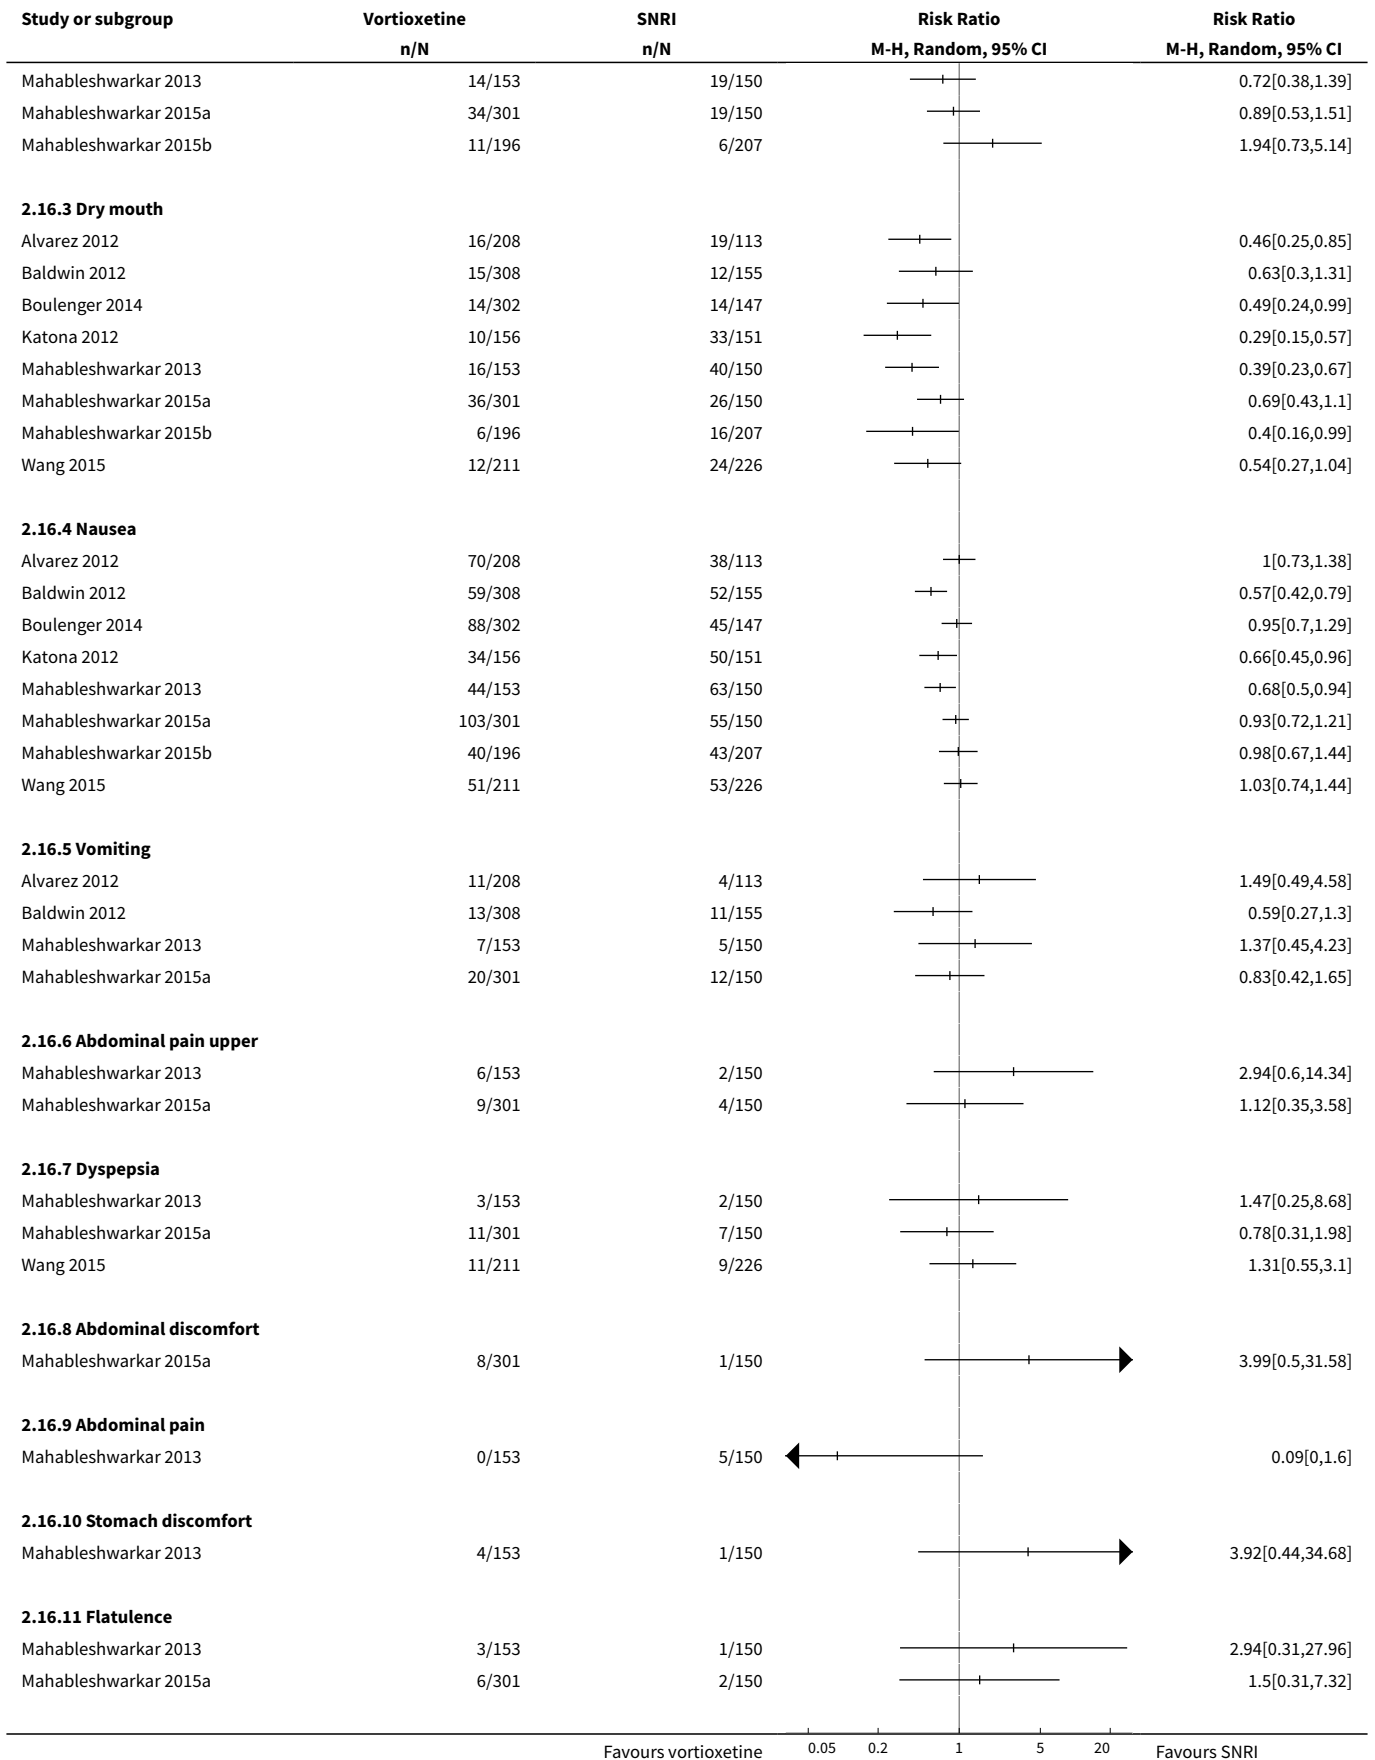 Study or subgroup Vortioxetine SNRI Risk Ratio Risk Ratio
n/N n/N M-H, Random, 95% CI M-H, Random, 95% CI
Mahableshwarkar 2013 14/153 19/150 0.72[0.38,1.39]
Mahableshwarkar 2015a 34/301 19/150 0.89[0.53,1.51]
Mahableshwarkar 2015b 11/196 6/207 1.94[0.73,5.14]
2.16.3 Dry mouth
Alvarez 2012 16/208 19/113 0.46[0.25,0.85]
Baldwin 2012 15/308 12/155 0.63[0.3,1.31]
Boulenger 2014 14/302 14/147 0.49[0.24,0.99]
Katona 2012 10/156 33/151 0.29[0.15,0.57]
Mahableshwarkar 2013 16/153 40/150 0.39[0.23,0.67]
Mahableshwarkar 2015a 36/301 26/150 0.69[0.43,1.1]
Mahableshwarkar 2015b 6/196 16/207 0.4[0.16,0.99]
Wang 2015 12/211 24/226 0.54[0.27,1.04]
2.16.4 Nausea
Alvarez 2012 70/208 38/113 1[0.73,1.38]
Baldwin 2012 59/308 52/155 0.57[0.42,0.79]
Boulenger 2014 88/302 45/147 0.95[0.7,1.29]
Katona 2012 34/156 50/151 0.66[0.45,0.96]
Mahableshwarkar 2013 44/153 63/150 0.68[0.5,0.94]
Mahableshwarkar 2015a 103/301 55/150 0.93[0.72,1.21]
Mahableshwarkar 2015b 40/196 43/207 0.98[0.67,1.44]
Wang 2015 51/211 53/226 1.03[0.74,1.44]
2.16.5 Vomiting
Alvarez 2012 11/208 4/113 1.49[0.49,4.58]
Baldwin 2012 13/308 11/155 0.59[0.27,1.3]
Mahableshwarkar 2013 7/153 5/150 1.37[0.45,4.23]
Mahableshwarkar 2015a 20/301 12/150 0.83[0.42,1.65]
2.16.6 Abdominal pain upper
Mahableshwarkar 2013 6/153 2/150 2.94[0.6,14.34]
Mahableshwarkar 2015a 9/301 4/150 1.12[0.35,3.58]
2.16.7 Dyspepsia
Mahableshwarkar 2013 3/153 2/150 1.47[0.25,8.68]
Mahableshwarkar 2015a 11/301 7/150 0.78[0.31,1.98]
Wang 2015 11/211 9/226 1.31[0.55,3.1]
2.16.8 Abdominal discomfort
Mahableshwarkar 2015a 8/301 1/150 3.99[0.5,31.58]
2.16.9 Abdominal pain
Mahableshwarkar 2013 0/153 5/150 0.09[0,1.6]
2.16.10 Stomach discomfort
Mahableshwarkar 2013 4/153 1/150 3.92[0.44,34.68]
2.16.11 Flatulence
Mahableshwarkar 2013 3/153 1/150 2.94[0.31,27.96]
Mahableshwarkar 2015a 6/301 2/150 1.5[0.31,7.32]
Favours vortioxetine 0.05 0.2 1 5 20 Favours SNRI